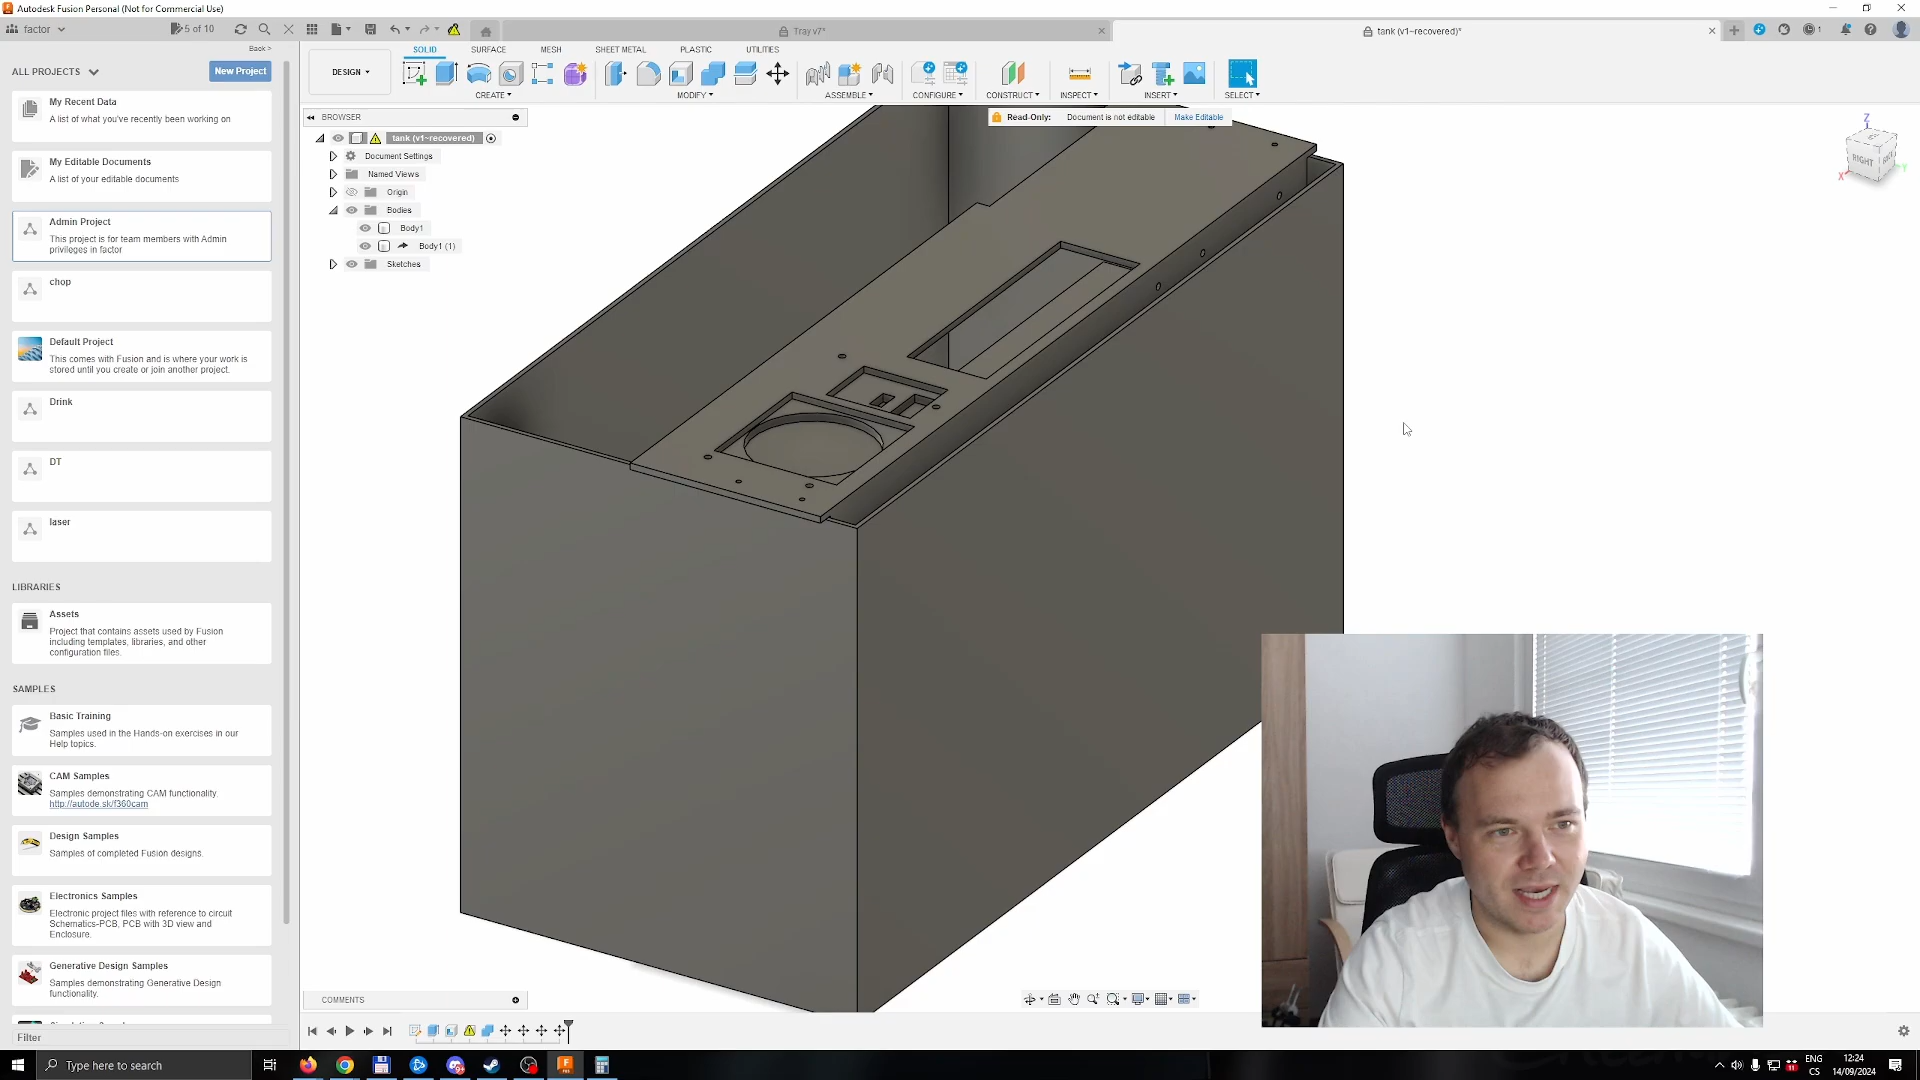 Autodesk Fusion Personal (Not for Commercial Use)
factor
5 of 10
Tray v7*
tank (v1~recovered)*
Back >
ALL PROJECTS
New Project
DESIGN
SOLID
SURFACE
MESH
SHEET METAL
PLASTIC
UTILITIES
CREATE
MODIFY
ASSEMBLE
CONFIGURE
CONSTRUCT
INSPECT
INSERT
SELECT
BROWSER
Read-Only:
Document is not editable
Make Editable
tank (v1~recovered)
Document Settings
Named Views
Origin
Bodies
Body1
Body1 (1)
Sketches
Z
RIGHT
X
Y
My Recent Data
A list of what you've recently been working on
My Editable Documents
A list of your editable documents
Admin Project
This project is for team members with Admin
privileges in factor
chop
Default Project
This comes with Fusion and is where your work is
stored until you create or join another project.
Drink
DT
laser
LIBRARIES
Assets
Project that contains assets used by Fusion
including templates, libraries, and other
configuration files.
SAMPLES
Basic Training
Samples used in the Hands-on exercises in our
Help topics.
CAM Samples
Samples demonstrating CAM functionality.
http://autode.sk/f360cam
Design Samples
Samples of completed Fusion designs.
Electronics Samples
Electronic project files with reference to circuit
Schematics-PCB, PCB with 3D view and
Enclosure.
Generative Design Samples
Samples demonstrating Generative Design
functionality.
Filter
COMMENTS
Type here to search
ENG
CS
12:24
14/09/2024